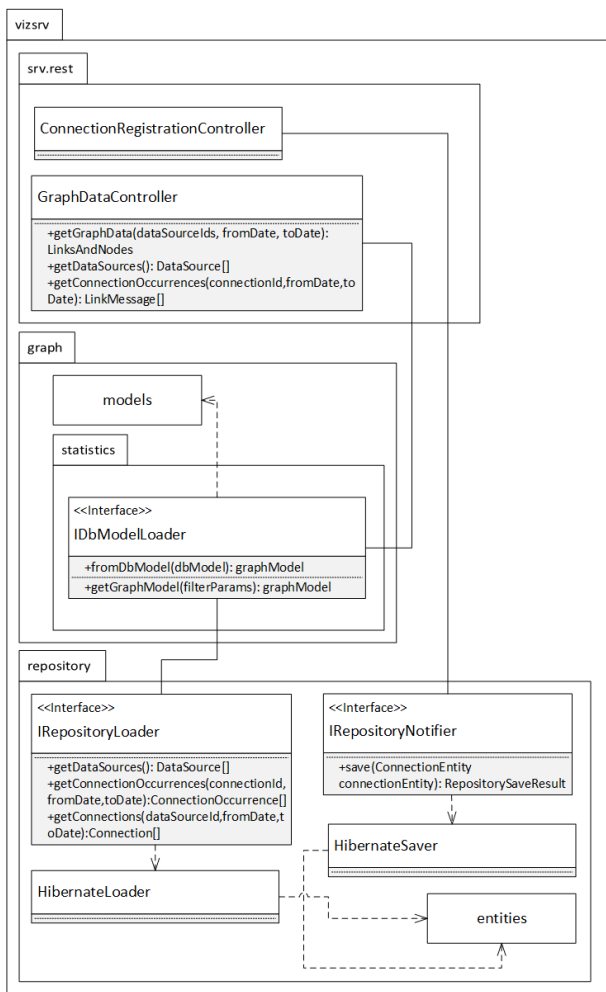 vizsrv
srv.rest
ConnectionRegistrationController
GraphDataController
+getGraphData(dataSourceIds, fromDate, toDate):
LinksAndNodes
+getDataSources(): DataSource[]
+getConnectionOccurrences(connectionId,fromDate,to
Date): LinkMessage[]
graph
models
statistics
<<Interface>>
IDbModelLoader
+fromDbModel(dbModel): graphModel
+getGraphModel(filterParams): graphModel
repository
<<Interface>>
IRepositoryLoader
+getDataSources(): DataSource[]
+getConnectionOccurrences(connectionId,
fromDate,toDate):ConnectionOccurrence[]
+getConnections(dataSourceId,fromDate,t
oDate):Connection[]
<<Interface>>
IRepositoryNotifier
+save(ConnectionEntity
connectionEntity): RepositorySaveResult
HibernateSaver
HibernateLoader
entities